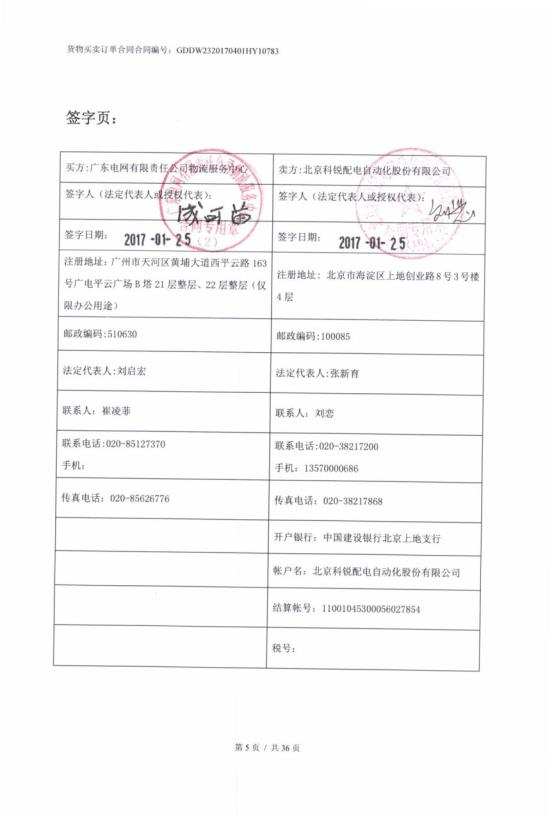 货物买卖订单合同合同编号：GDDW2320170401HY10783
签字页：
买方:广东电网有限责任公司物流服务中心
卖方:北京科锐配电自动化股份有限公司
签字人（法定代表人或授权代表）：
签字人（法定代表人或授权代表）：
签字日期： 2017 -01- 25
签字日期： 2017 -01- 25
合同专用章
（2）
注册地址：广州市天河区黄埔大道西平云路 163
号广电平云广场 B 塔 21 层整层、22 层整层（仅
限办公用途）
注册地址： 北京市海淀区上地创业路 8 号 3 号楼
4 层
邮政编码:510630
邮政编码:100085
法定代表人:刘启宏
法定代表人:张新育
联系人：崔凌菲
联系人：刘恋
联系电话:020-85127370
手机：
联系电话:020-38217200
手机：13570000686
传真电话：020-85626776
传真电话：020-38217868
开户银行：中国建设银行北京上地支行
帐户名：北京科锐配电自动化股份有限公司
结算帐号：11001045300056027854
税号：
第 5 页 / 共 36 页